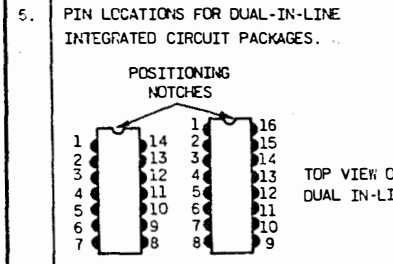 5. PIN LOCATIONS FOR DUAL-IN-LINE
INTEGRATED CIRCUIT PACKAGES.
POSITIONING
NOTCHES
1 14
2 13
3 12
4 11
5 10
6 9
7 8
1 16
2 15
3 14
4 13
5 12
6 11
7 10
8 9
TOP VIEW O
DUAL IN-LI